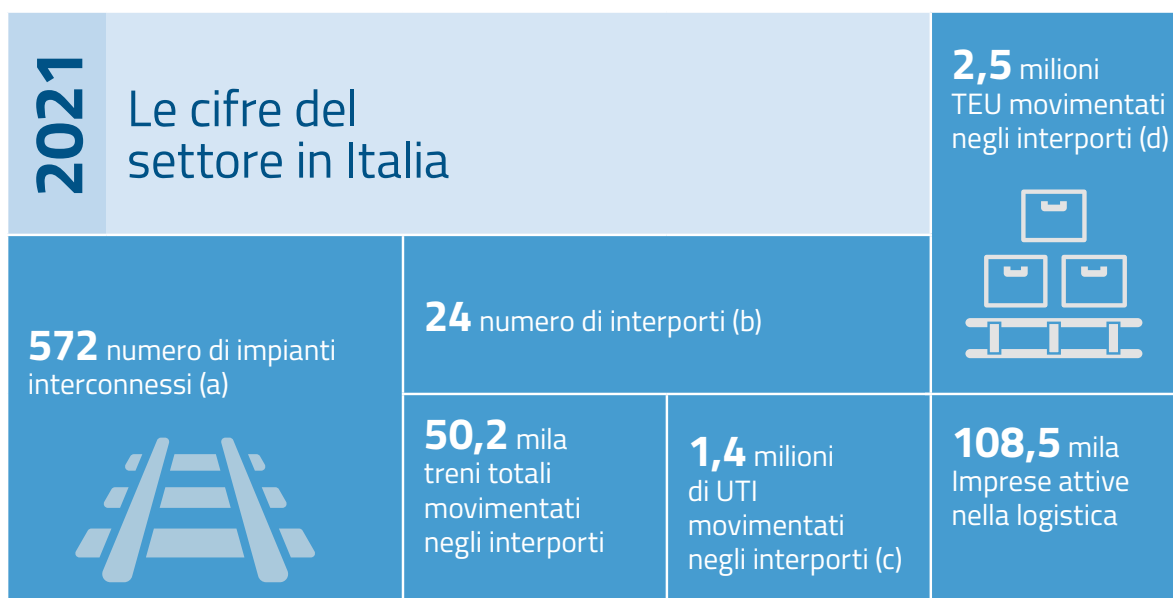 2021
Le cifre del
settore in Italia
2,5 milioni
TEU movimentati
negli interporti (d)
572 numero di impianti
interconnessi (a)
24 numero di interporti (b)
50,2 mila
treni totali
movimentati
negli interporti
1,4 milioni
di UTI
movimentati
negli interporti (c)
108,5 mila
Imprese attive
nella logistica